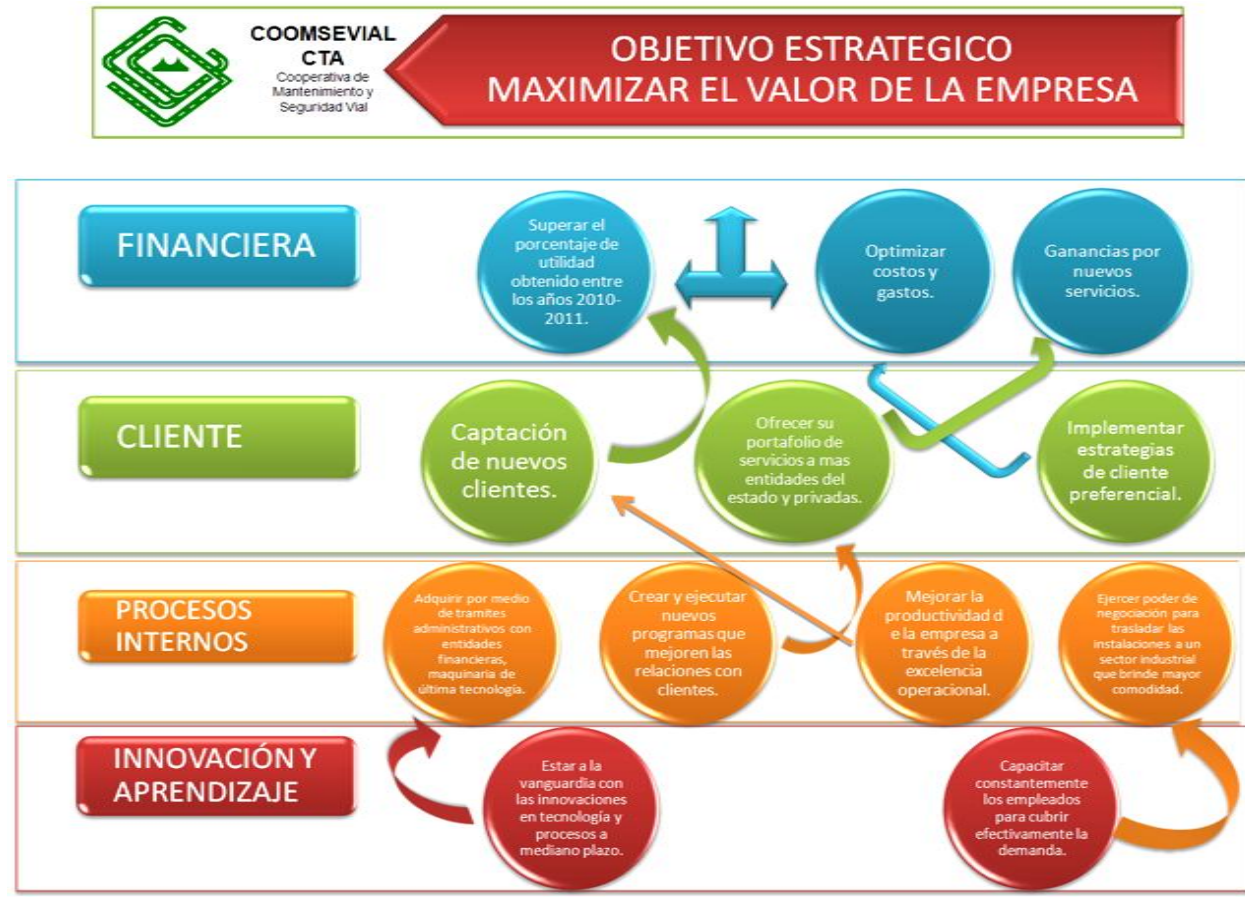 COOMSEVIAL
CTA
Cooperativa de
Mantenimiento y
Seguridad Vial
OBJETIVO ESTRATEGICO
MAXIMIZAR EL VALOR DE LA EMPRESA
FINANCIERA
Superar el
porcentaje de
utilidad
obtenido entre
los años 2010-
2011.
Optimizar
costos y
gastos.
Ganancias por
nuevos
servicios.
CLIENTE
Captación
de nuevos
clientes.
Ofrecer su
portafolio de
servicios a mas
entidades del
estado y privadas.
Implementar
estrategias
de cliente
preferencial.
PROCESOS
INTERNOS
Adquirir por medio
de tramites
administrativos con
entidades
financieras,
maquinaria de
última tecnología.
Crear y ejecutar
nuevos
programas que
mejoren las
relaciones con
clientes.
Mejorar la
productividad d
e la empresa a
través de la
excelencia
operacional.
Ejercer poder de
negociación para
trasladar las
instalaciones a un
sector industrial
que brinde mayor
comodidad.
INNOVACIÓN Y
APRENDIZAJE
Estar a la
vanguardia con
las innovaciones
en tecnología y
procesos a
mediano plazo.
Capacitar
constantemente
los empleados
para cubrir
efectivamente la
demanda.